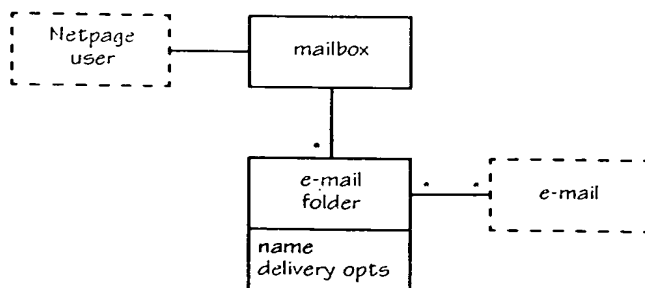 Netpage
user
mailbox
e-mail
folder
e-mail
name
delivery opts